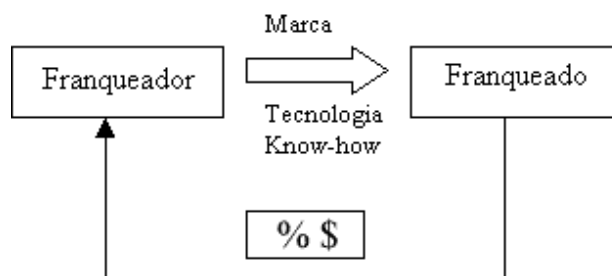 Marca
Franqueador
Franqueado
Tecnologia
Know-how
% $